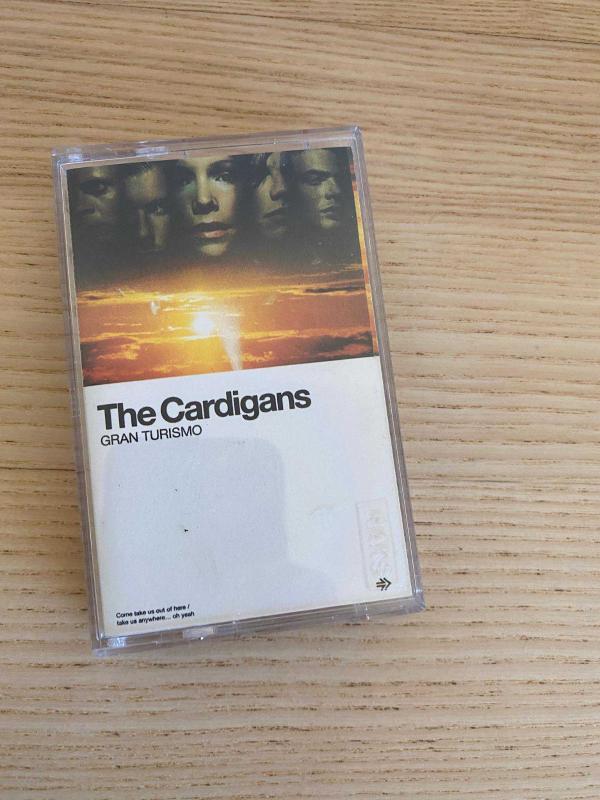 The Cardigans
GRAN TURISMO
Come take us out of here /
take us anywhere... oh yeah